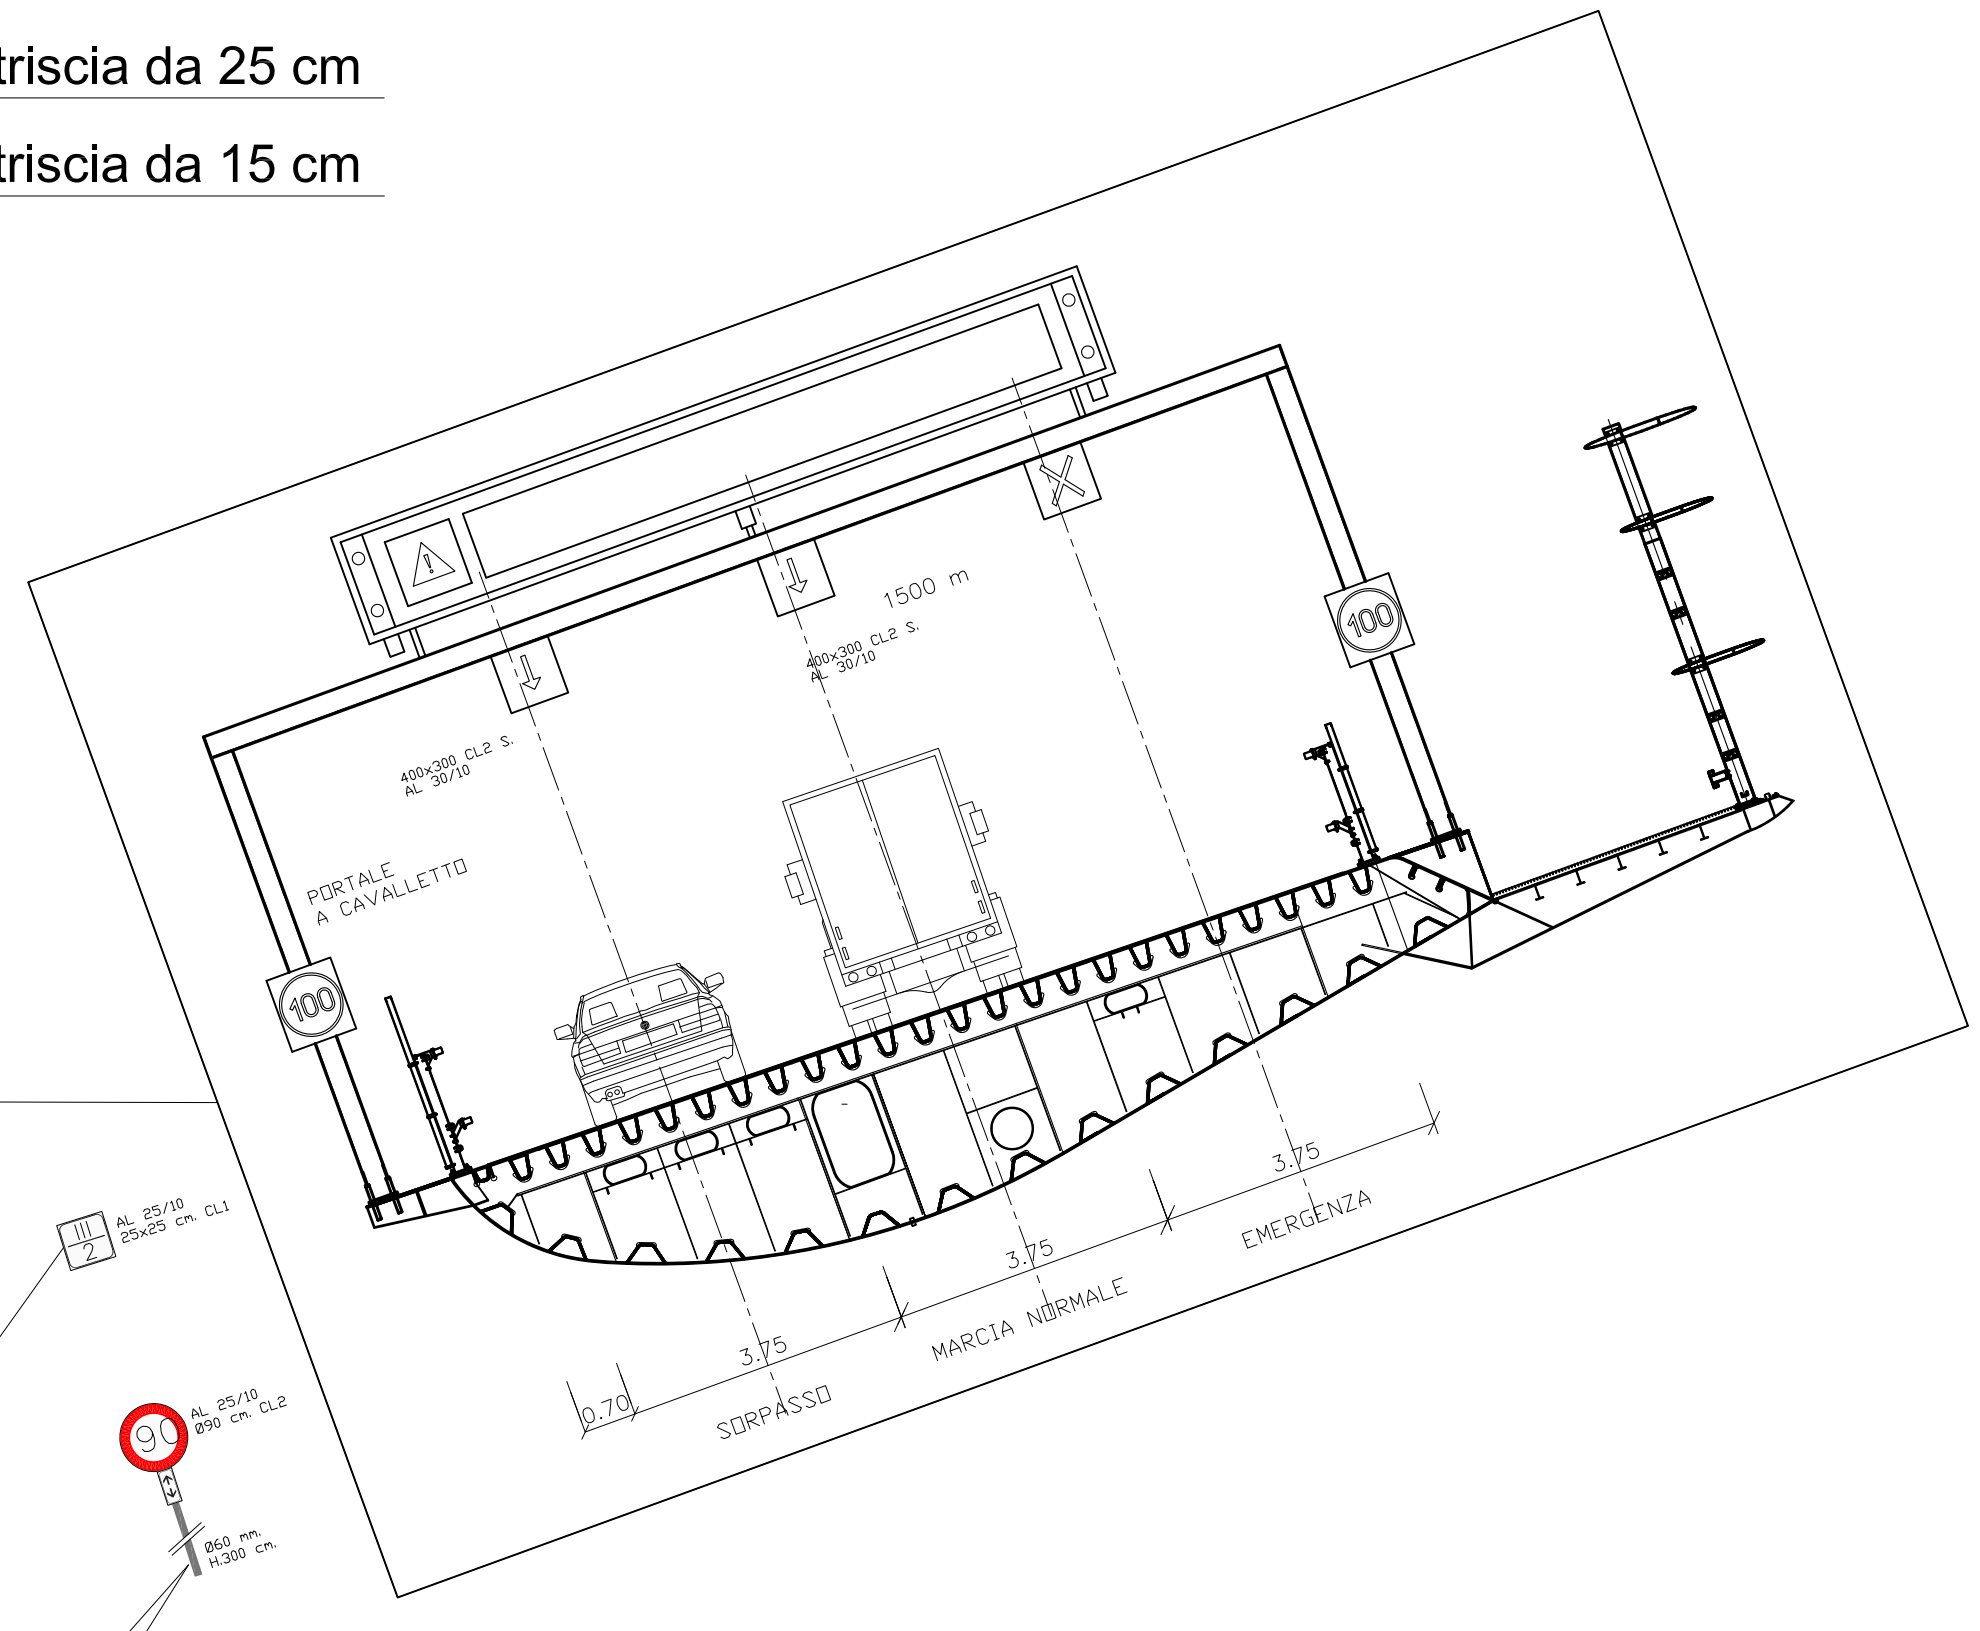 triscia da 25 cm
triscia da 15 cm
!
1500 m
400x300 CL2 S.
AL 30/10
400x300 CL2 S.
AL 30/10
100
PORTALE
A CAVALLETTO
100
3.75
EMERGENZA
3.75
MARCIA NORMALE
3.75
SORPASSO
0.70
III
2
AL 25/10
25x25 cm. CL1
90
AL 25/10
Ø90 cm. CL2
Ø60 mm.
H.300 cm.